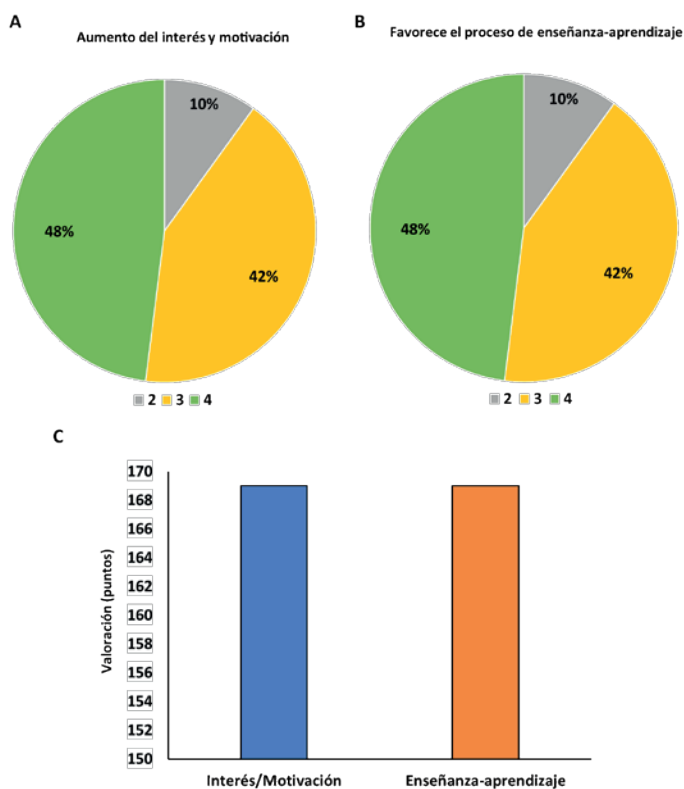 A
Aumento del interés y motivación
10%
48%
42%
2 3 4
B
Favorece el proceso de enseñanza-aprendizaje
10%
48%
42%
2 3 4
C
Valoración (puntos)
170
168
166
164
162
160
158
156
154
152
150
Interés/Motivación
Enseñanza-aprendizaje